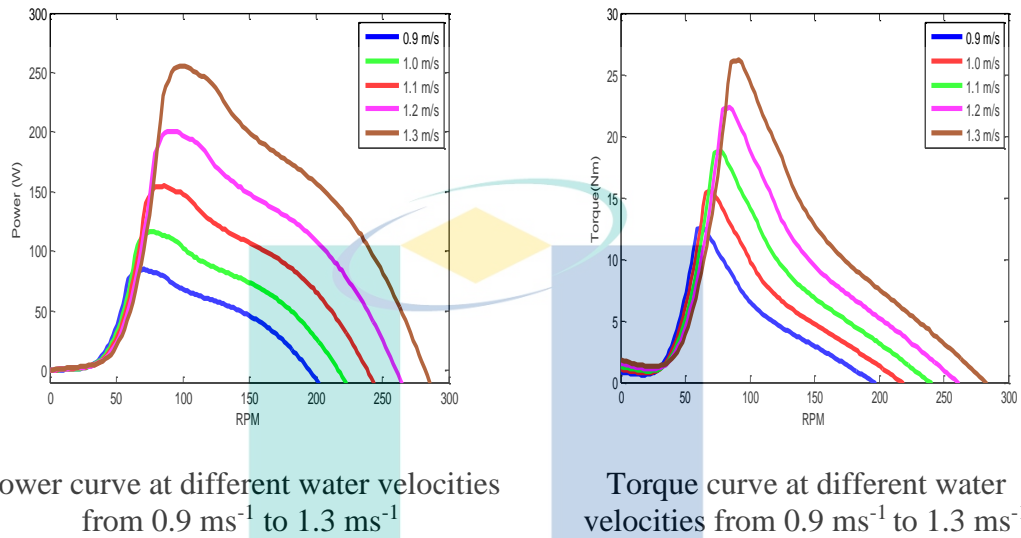 300
250
200
150
100
50
0
Power (W)
0 50 100 150 200 250 300
RPM
0.9 m/s
1.0 m/s
1.1 m/s
1.2 m/s
1.3 m/s
30
25
20
15
10
5
0
Torque(Nm)
0 50 100 150 200 250 300
RPM
0.9 m/s
1.0 m/s
1.1 m/s
1.2 m/s
1.3 m/s
ower curve at different water velocities
from 0.9 ms⁻¹ to 1.3 ms⁻¹
Torque curve at different water
velocities from 0.9 ms⁻¹ to 1.3 ms⁻